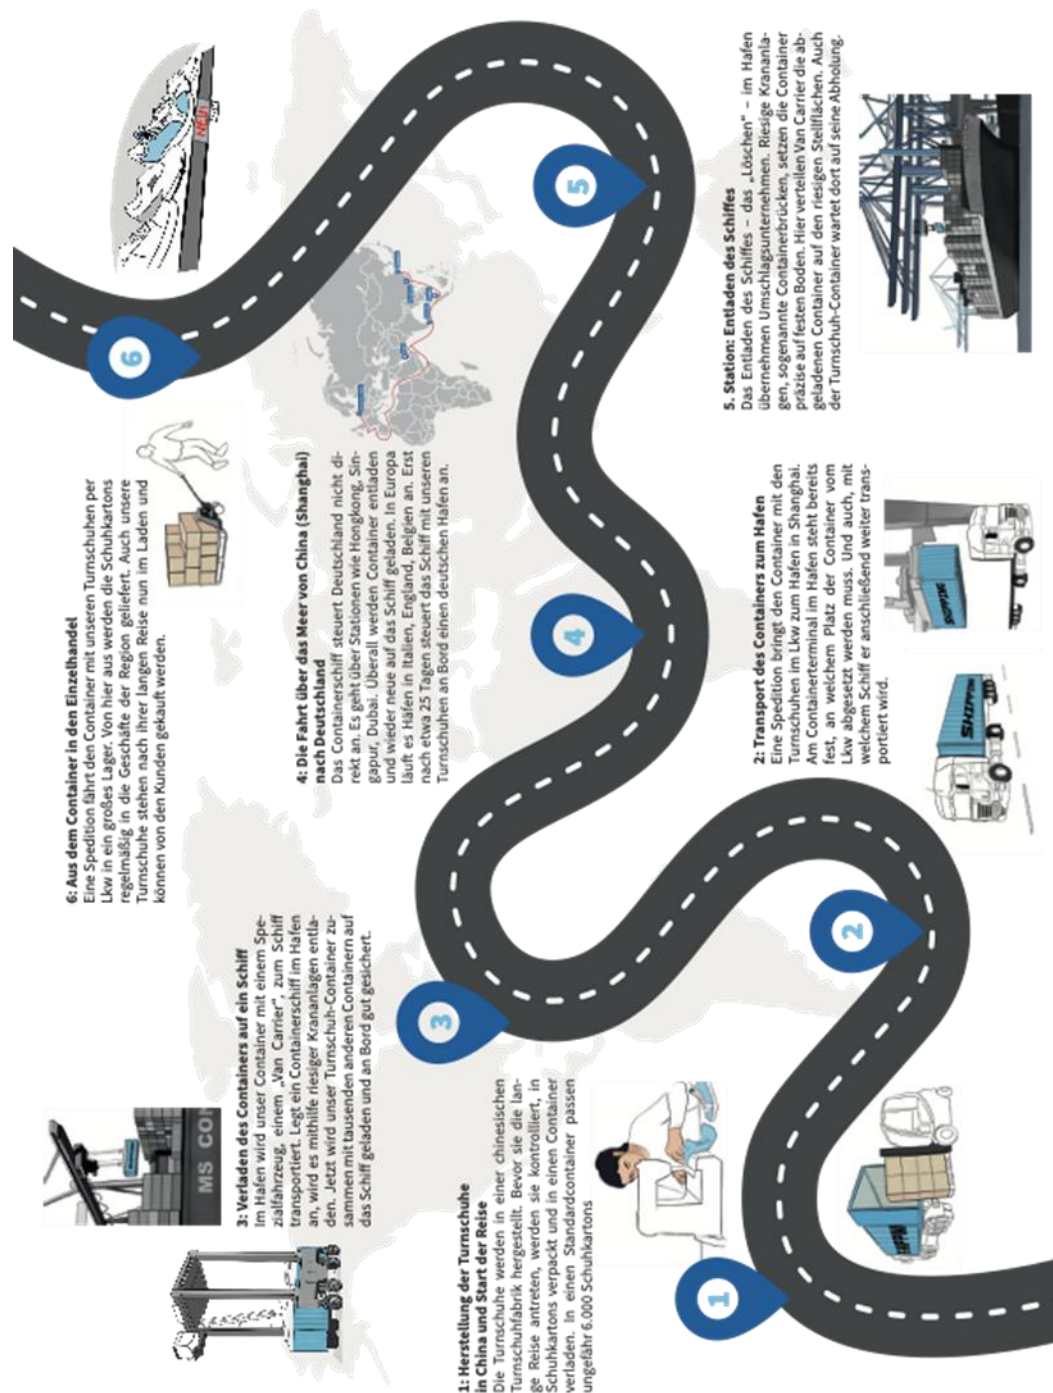 1: Herstellung der Turnschuhe
in China und Start der Reise
Die Turnschuhe werden in einer chinesischen
Turnschuhfabrik hergestellt. Bevor sie die lan-
ge Reise antreten, werden sie kontrolliert, in
Schuhkartons verpackt und in einen Container
verladen. In einen Standardcontainer passen
ungefähr 6.000 Schuhkartons
1
2: Transport des Containers zum Hafen
Eine Spedition bringt den Container mit den
Turnschuhen im Lkw zum Hafen in Shanghai.
Am Containerterminal im Hafen steht bereits
fest, an welchem Platz der Container vom
Lkw abgesetzt werden muss. Und auch, mit
welchem Schiff er anschließend weiter trans-
portiert wird.
SHIPPING
SHIPPING
2
3: Verladen des Containers auf ein Schiff
Im Hafen wird unser Container mit einem Spe-
zialfahrzeug, einem „Van Carrier“, zum Schiff
transportiert. Legt ein Containerschiff im Hafen
an, wird es mithilfe riesiger Krananlagen entla-
den. Jetzt wird unser Turnschuh-Container zu-
sammen mit tausenden anderen Containern auf
das Schiff geladen und an Bord gut gesichert.
MS CON
3
4: Die Fahrt über das Meer von China (Shanghai)
nach Deutschland
Das Containerschiff steuert Deutschland nicht di-
rekt an. Es geht über Stationen wie Hongkong, Sin-
gapur, Dubai. Überall werden Container entladen
und wieder neue auf das Schiff geladen. In Europa
läuft es Häfen in Italien, England, Belgien an. Erst
nach etwa 25 Tagen steuert das Schiff mit unseren
Turnschuhen an Bord einen deutschen Hafen an.
4
5. Station: Entladen des Schiffes
Das Entladen des Schiffes – das „Löschen“ – im Hafen
übernehmen Umschlagsunternehmen. Riesige Krananla-
gen, sogenannte Containerbrücken, setzen die Container
präzise auf festen Boden. Hier verteilen Van Carrier die ab-
geladenen Container auf den riesigen Stellflächen. Auch
der Turnschuh-Container wartet dort auf seine Abholung.
5
6: Aus dem Container in den Einzelhandel
Eine Spedition fährt den Container mit unseren Turnschuhen per
Lkw in ein großes Lager. Von hier aus werden die Schuhkartons
regelmäßig in die Geschäfte der Region geliefert. Auch unsere
Turnschuhe stehen nach ihrer langen Reise nun im Laden und
können von den Kunden gekauft werden.
6